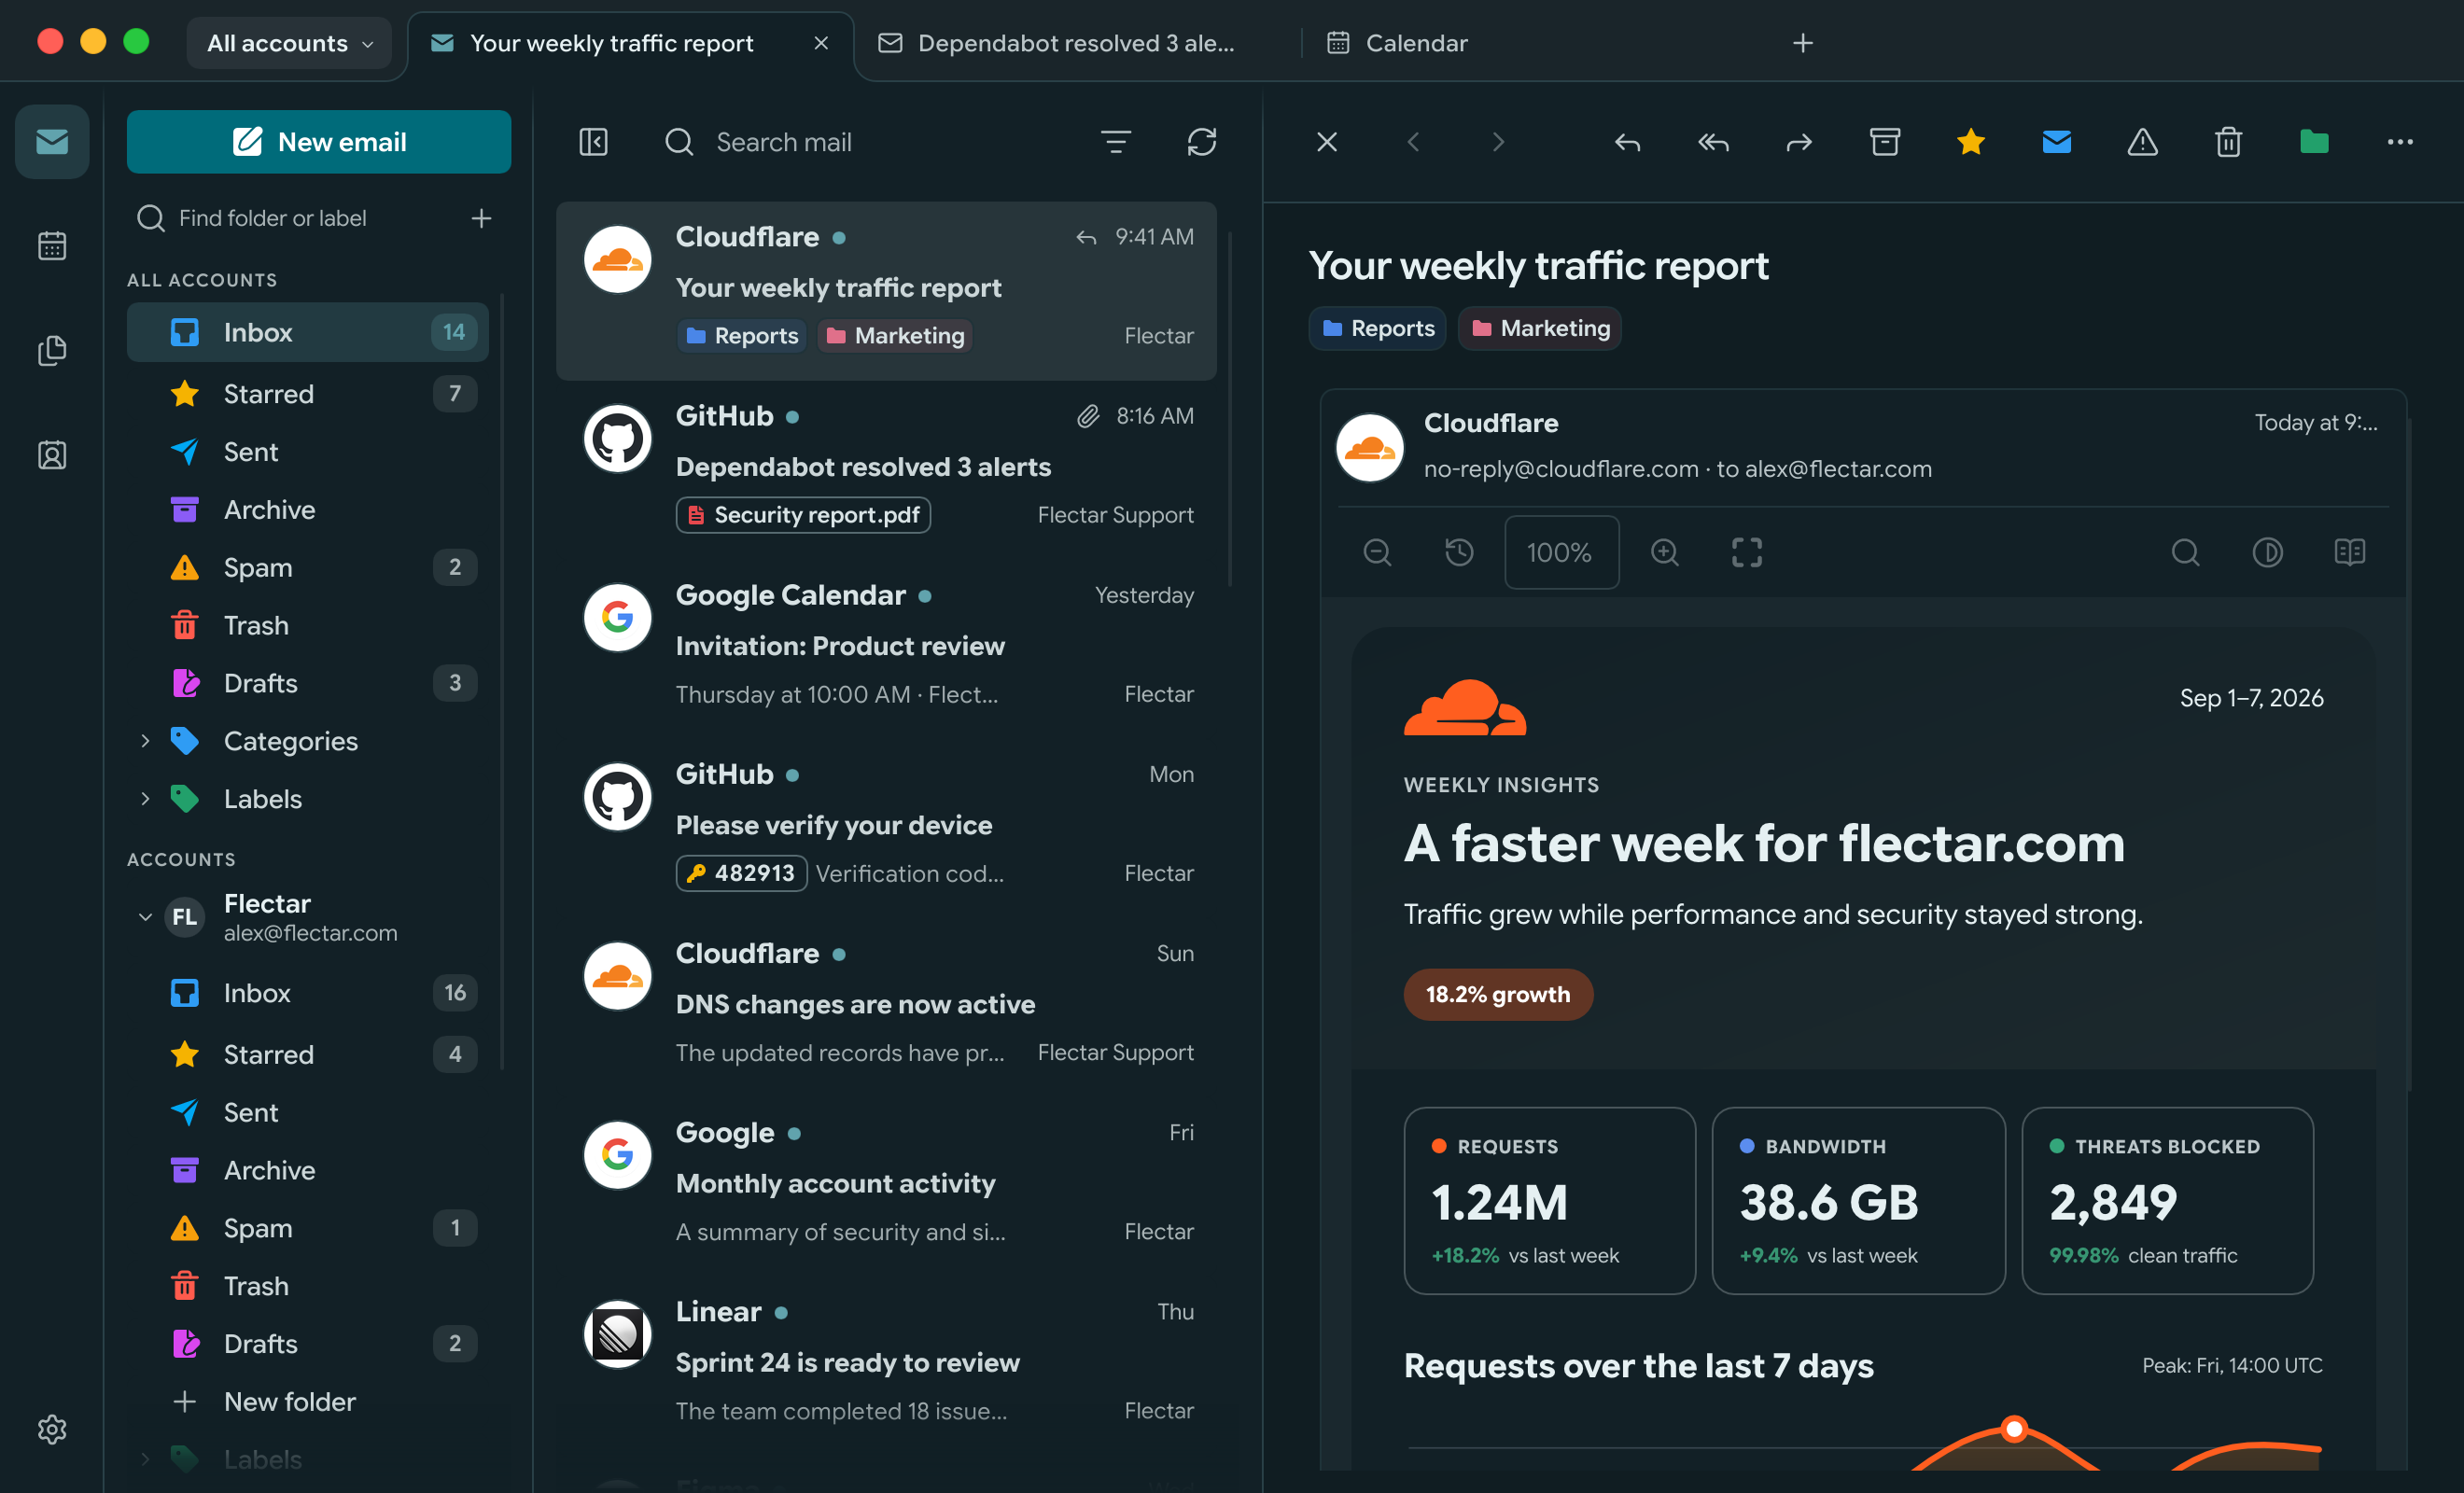 All accounts
Your weekly traffic report
Dependabot resolved 3 ale...
Calendar
New email
Find folder or label
ALL ACCOUNTS
Inbox 14
Starred 7
Sent
Archive
Spam 2
Trash
Drafts 3
Categories
Labels
ACCOUNTS
FL Flectar
alex@flectar.com
Inbox 16
Starred 4
Sent
Archive
Spam 1
Trash
Drafts 2
New folder
Labels
Search mail
Cloudflare 9:41 AM
Your weekly traffic report
Reports Marketing Flectar
GitHub 8:16 AM
Dependabot resolved 3 alerts
Security report.pdf Flectar Support
Google Calendar Yesterday
Invitation: Product review
Thursday at 10:00 AM · Flect... Flectar
GitHub Mon
Please verify your device
482913 Verification cod... Flectar
Cloudflare Sun
DNS changes are now active
The updated records have pr... Flectar Support
Google Fri
Monthly account activity
A summary of security and si... Flectar
Linear Thu
Sprint 24 is ready to review
The team completed 18 issue... Flectar
Your weekly traffic report
Reports Marketing
Cloudflare Today at 9:...
no-reply@cloudflare.com · to alex@flectar.com
100%
Sep 1–7, 2026
WEEKLY INSIGHTS
A faster week for flectar.com
Traffic grew while performance and security stayed strong.
18.2% growth
REQUESTS
1.24M
+18.2% vs last week
BANDWIDTH
38.6 GB
+9.4% vs last week
THREATS BLOCKED
2,849
99.98% clean traffic
Requests over the last 7 days
Peak: Fri, 14:00 UTC